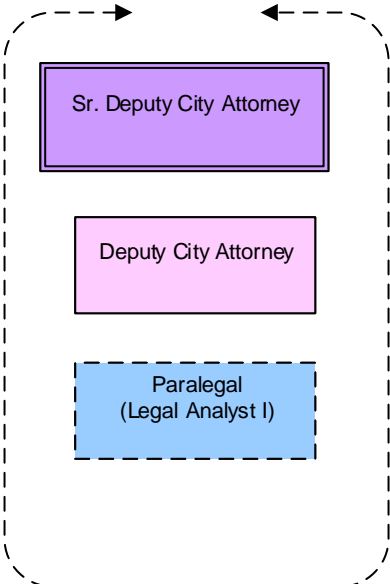 Sr. Deputy City Attorney
Deputy City Attorney
Paralegal
(Legal Analyst I)